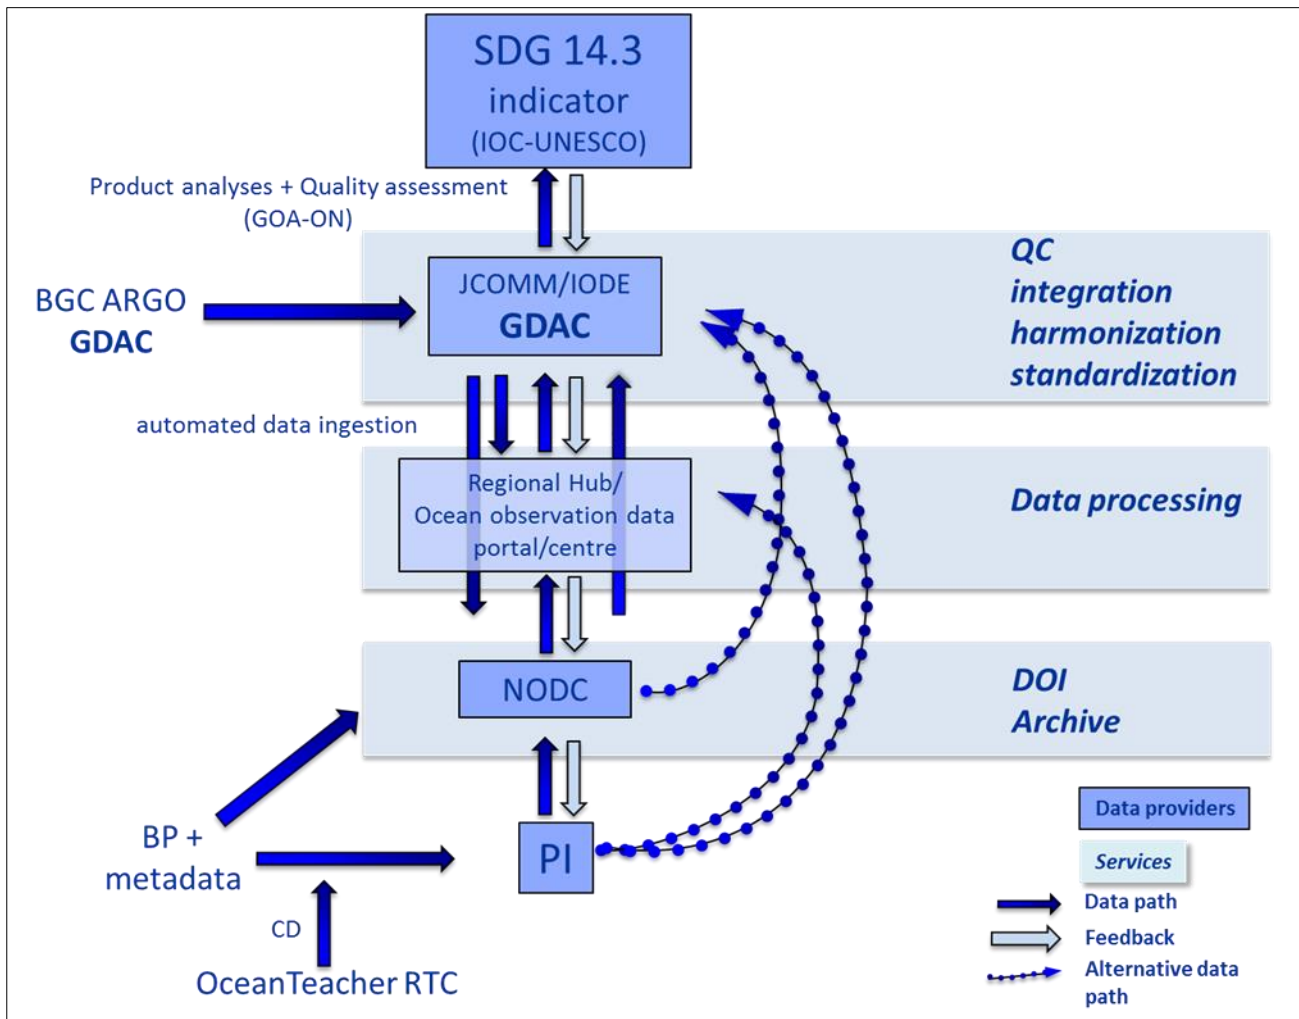 SDG 14.3
indicator
(IOC-UNESCO)
Product analyses + Quality assessment
(GOA-ON)
QC
integration
harmonization
standardization
JCOMM/IODE
GDAC
BGC ARGO
GDAC
automated data ingestion
Regional Hub/
Ocean observation data
portal/centre
Data processing
NODC
DOI
Archive
BP +
metadata
PI
CD
OceanTeacher RTC
Data providers
Services
Data path
Feedback
Alternative data
path